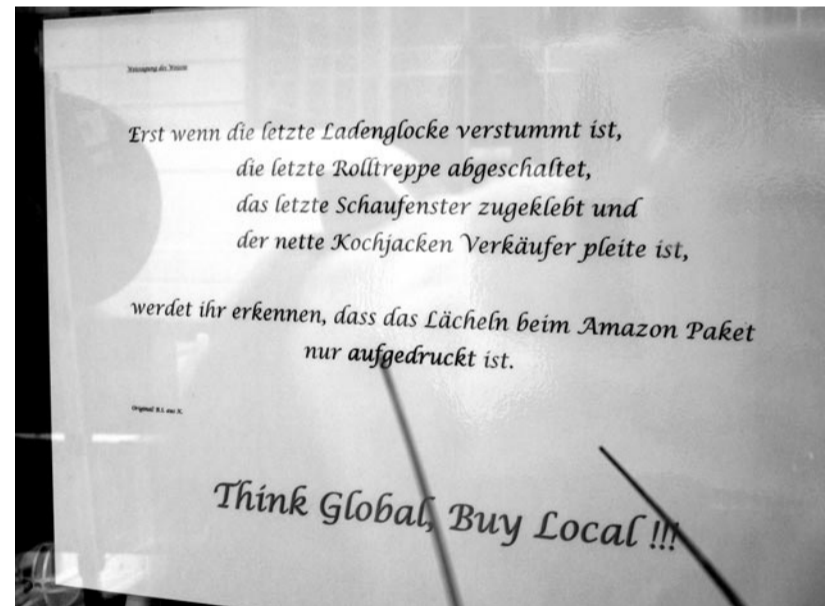 Erst wenn die letzte Ladenglocke verstummt ist,
die letzte Rolltreppe abgeschaltet,
das letzte Schaufenster zugeklebt und
der nette Kochjacken Verkäufer pleite ist,
werdet ihr erkennen, dass das Lächeln beim Amazon Paket
nur aufgedruckt ist.
Think Global, Buy Local !!!